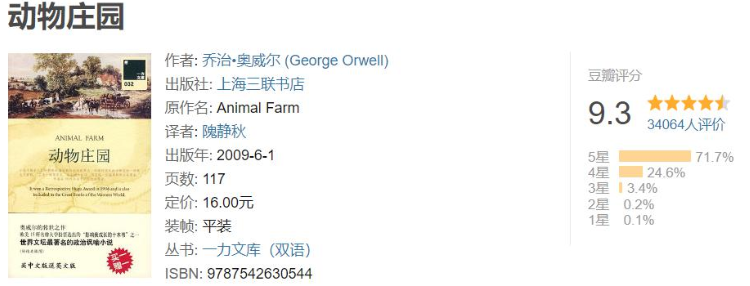 动物庄园
032
ANIMAL FARM
动物庄园
奥威尔的传世之作
世界文坛最著名的政治讽喻小说
买中文版送英文版
作者: 乔治•奥威尔 (George Orwell)
出版社: 上海三联书店
原作名: Animal Farm
译者: 隗静秋
出版年: 2009-6-1
页数: 117
定价: 16.00元
装帧: 平装
丛书: 一力文库（双语）
ISBN: 9787542630544
豆瓣评分
9.3
34064人评价
5星 71.7%
4星 24.6%
3星 3.4%
2星 0.2%
1星 0.1%